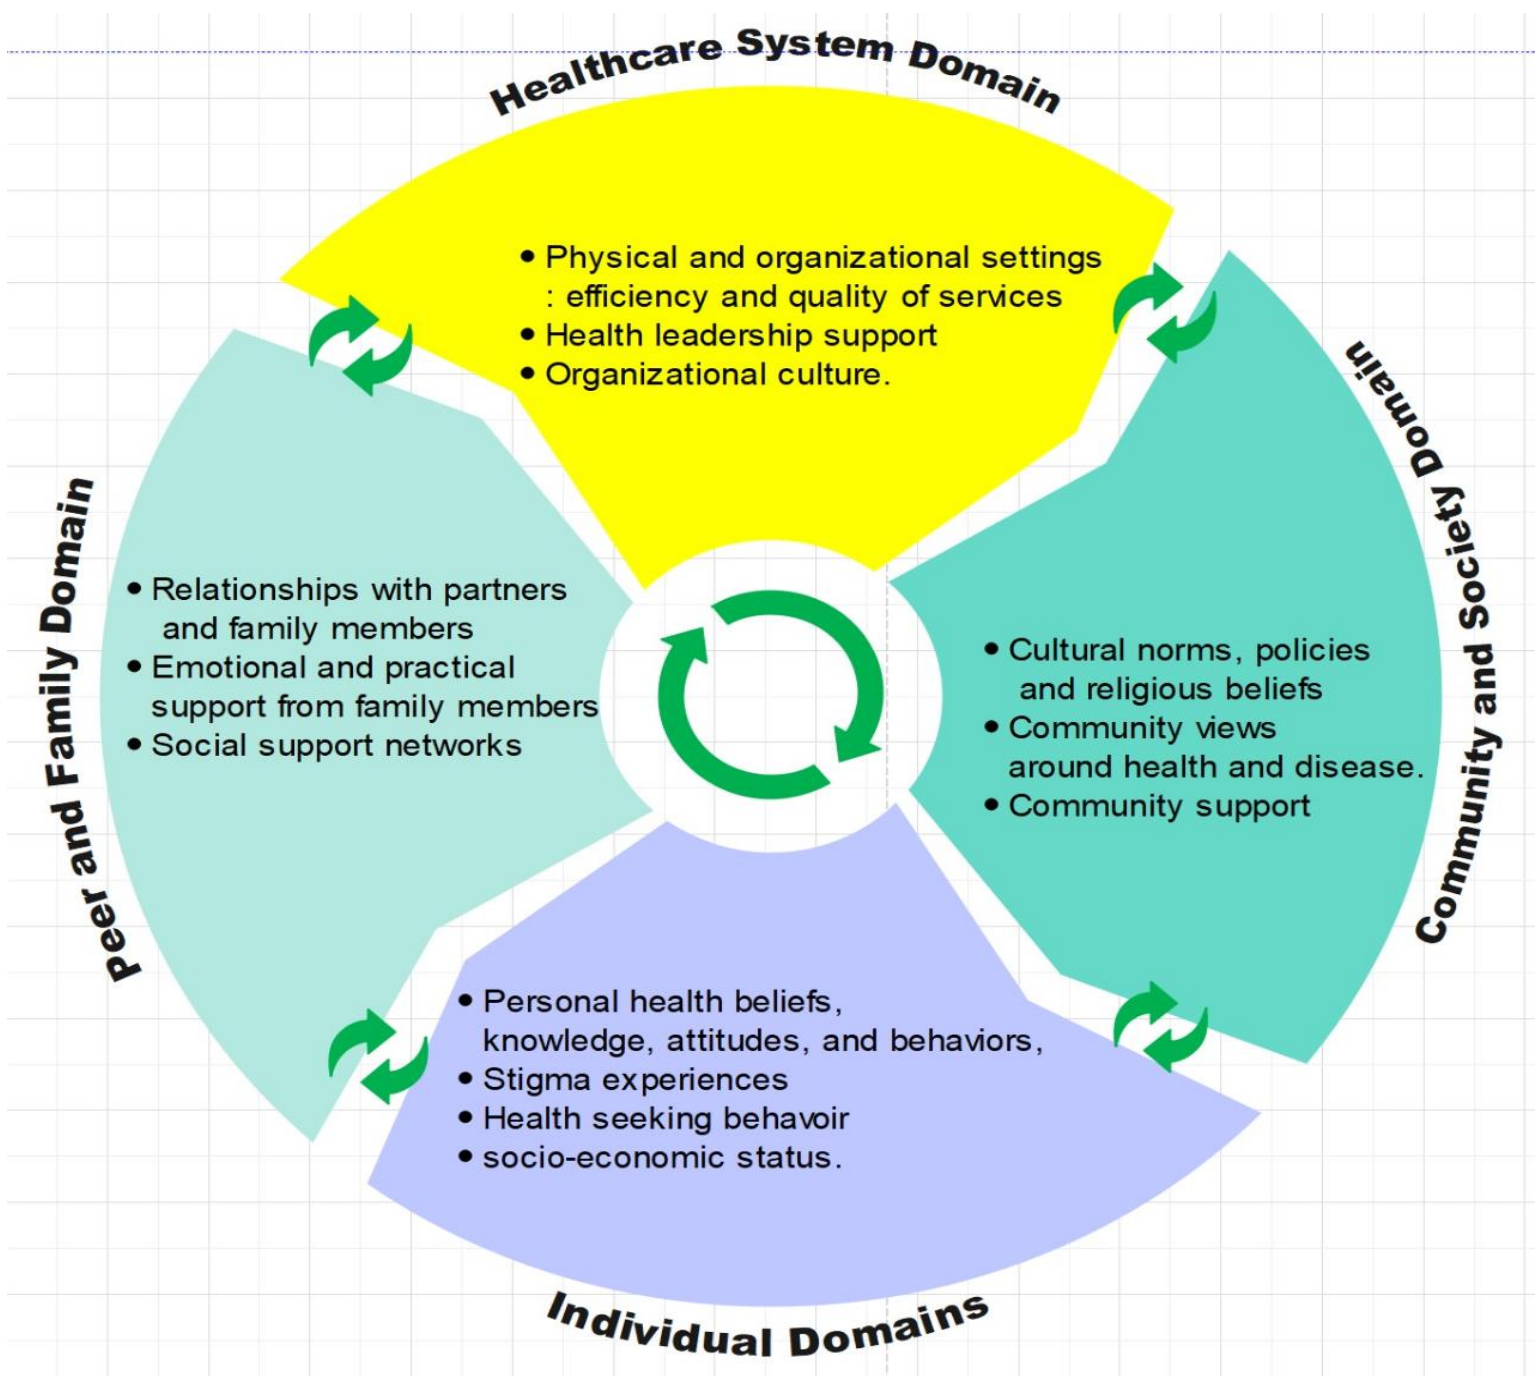 Healthcare System Domain
• Physical and organizational settings
: efficiency and quality of services
• Health leadership support
• Organizational culture.
Community and Society Domain
• Cultural norms, policies
and religious beliefs
• Community views
around health and disease.
• Community support
Peer and Family Domain
• Relationships with partners
and family members
• Emotional and practical
support from family members
• Social support networks
• Personal health beliefs,
knowledge, attitudes, and behaviors,
• Stigma experiences
• Health seeking behavoir
• socio-economic status.
Individual Domains